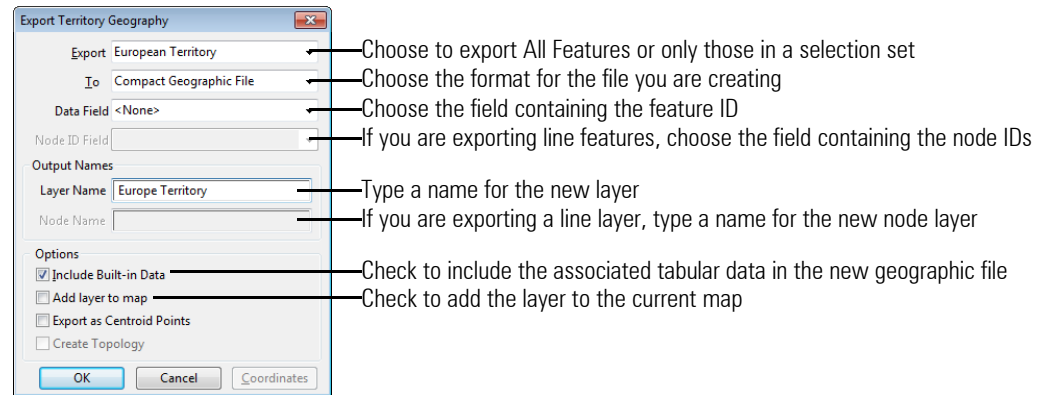 Export Territory Geography
Export European Territory Choose to export All Features or only those in a selection set
To Compact Geographic File Choose the format for the file you are creating
Data Field <None> Choose the field containing the feature ID
Node ID Field If you are exporting line features, choose the field containing the node IDs
Output Names
Layer Name Europe Territory Type a name for the new layer
Node Name If you are exporting a line layer, type a name for the new node layer
Options
Include Built-in Data Check to include the associated tabular data in the new geographic file
Add layer to map Check to add the layer to the current map
Export as Centroid Points
Create Topology
OK Cancel Coordinates